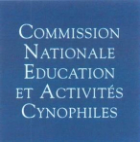 COMMISSION
NATIONALE
EDUCATION
ET ACTIVITÉS
CYNOPHILES